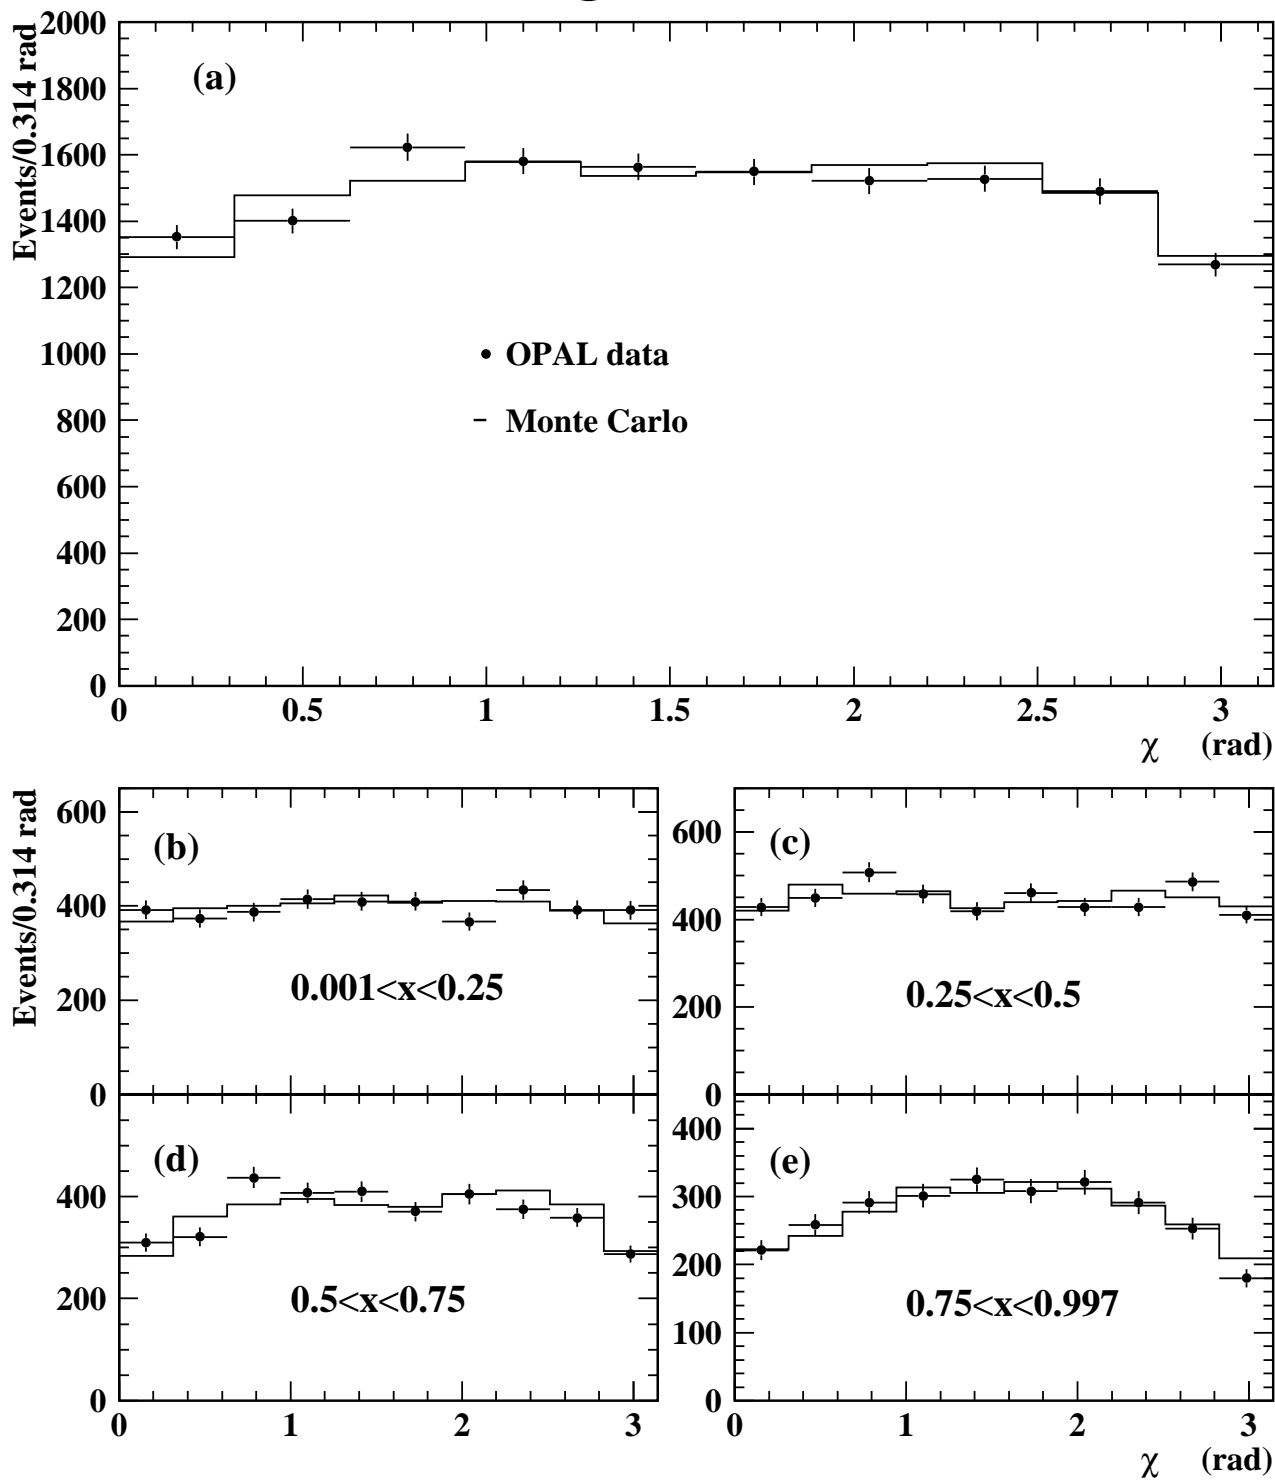 2000
1800
1600
1400
1200
1000
800
600
400
200
0
Events/0.314 rad
(a)
• OPAL data
– Monte Carlo
0 0.5 1 1.5 2 2.5 3
χ (rad)
600
400
200
0
Events/0.314 rad
(b)
0.001<x<0.25
600
400
200
0
(c)
0.25<x<0.5
400
200
0
(d)
0.5<x<0.75
0 1 2 3
400
300
200
100
0
(e)
0.75<x<0.997
0 1 2 3
χ (rad)